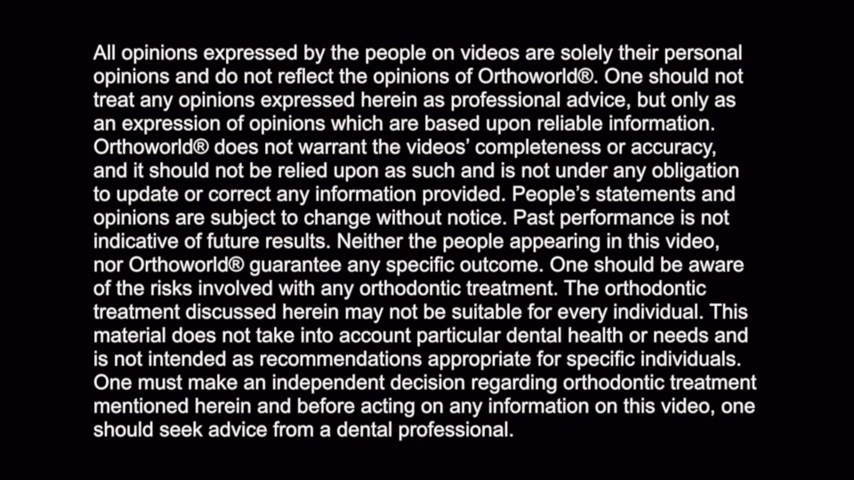 All opinions expressed by the people on videos are solely their personal
opinions and do not reflect the opinions of Orthoworld®. One should not
treat any opinions expressed herein as professional advice, but only as
an expression of opinions which are based upon reliable information.
Orthoworld® does not warrant the videos’ completeness or accuracy,
and it should not be relied upon as such and is not under any obligation
to update or correct any information provided. People’s statements and
opinions are subject to change without notice. Past performance is not
indicative of future results. Neither the people appearing in this video,
nor Orthoworld® guarantee any specific outcome. One should be aware
of the risks involved with any orthodontic treatment. The orthodontic
treatment discussed herein may not be suitable for every individual. This
material does not take into account particular dental health or needs and
is not intended as recommendations appropriate for specific individuals.
One must make an independent decision regarding orthodontic treatment
mentioned herein and before acting on any information on this video, one
should seek advice from a dental professional.